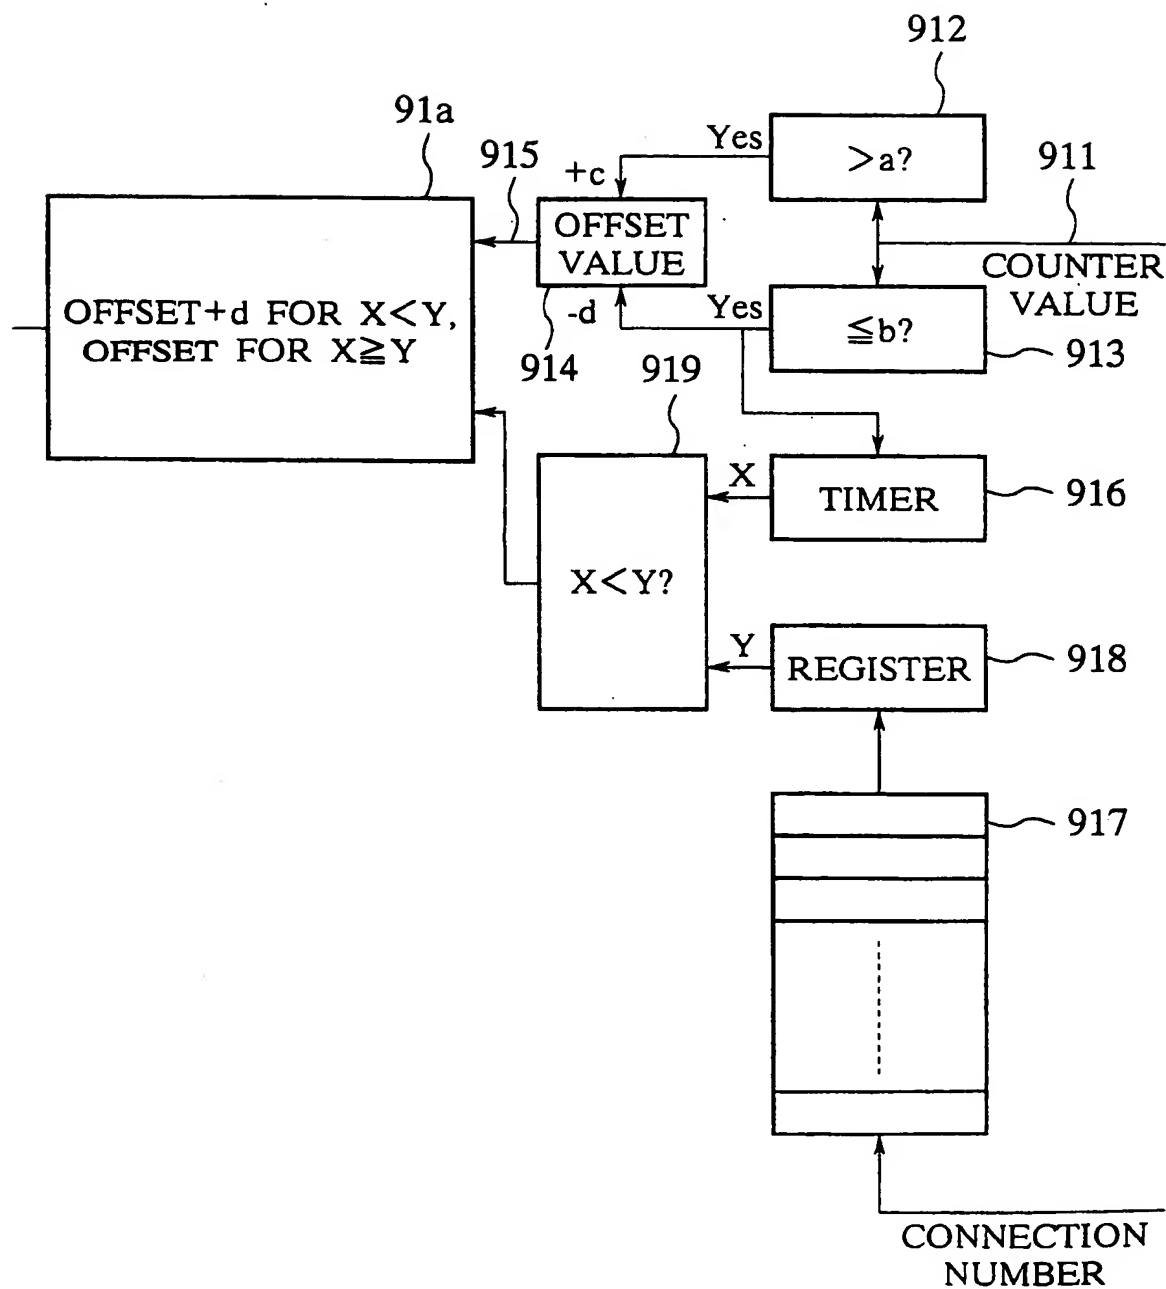 912
91a
Yes
>a?
915
911
+c
OFFSET
VALUE
COUNTER
VALUE
Yes
-d
≦b?
OFFSET+d FOR X<Y,
OFFSET FOR X≧Y
914
919
913
X
TIMER
916
X<Y?
Y
REGISTER
918
917
CONNECTION
NUMBER